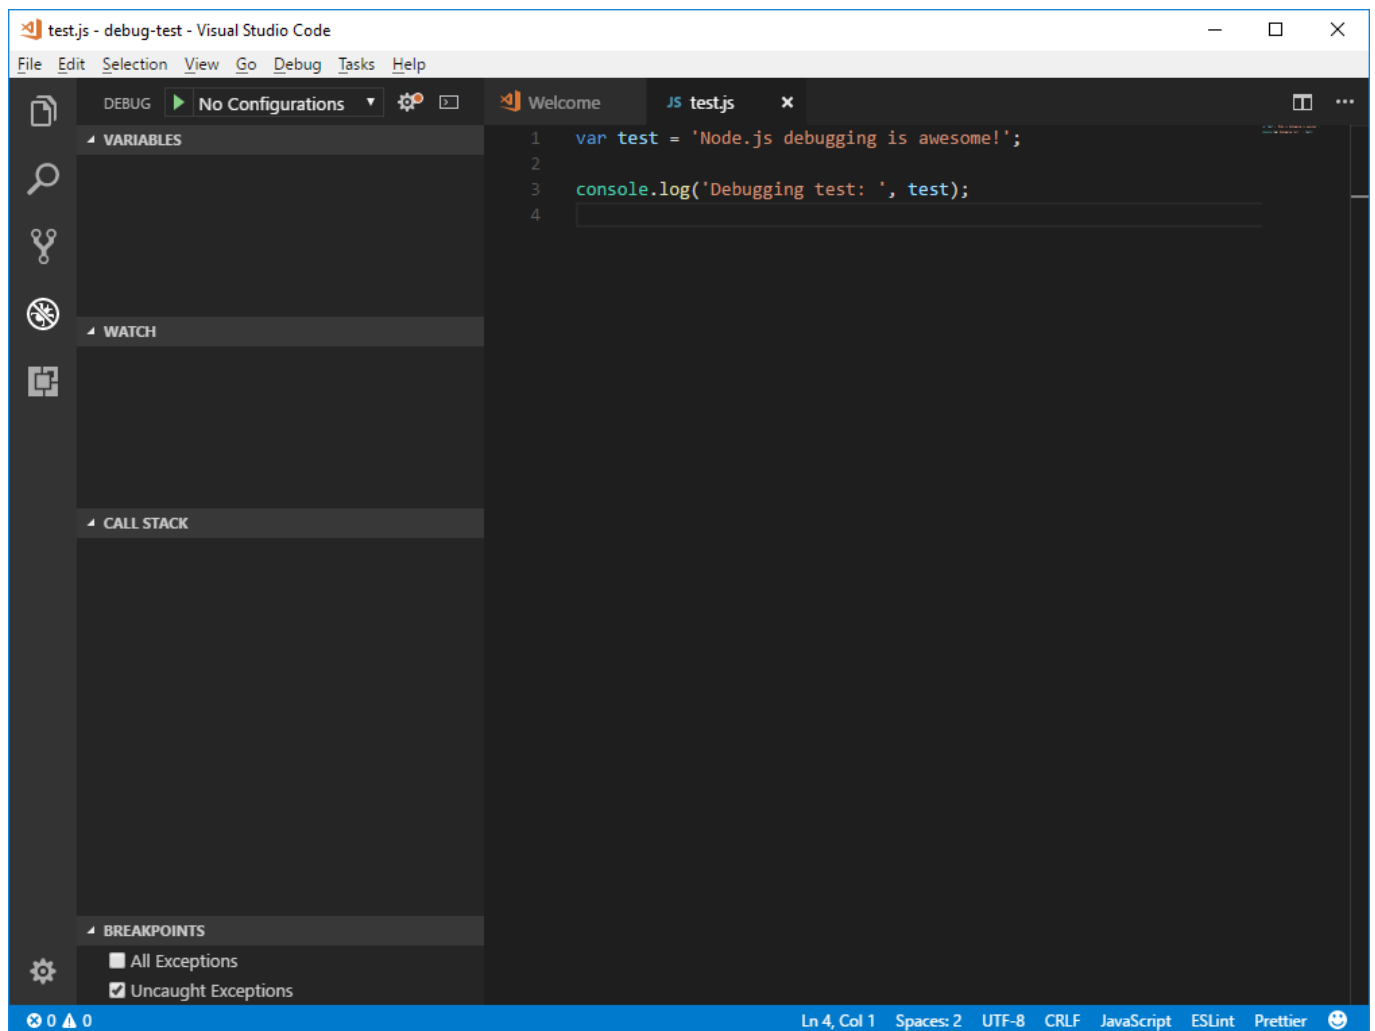 test.js - debug-test - Visual Studio Code
File Edit Selection View Go Debug Tasks Help
DEBUG No Configurations
Welcome JS test.js
VARIABLES
1 var test = 'Node.js debugging is awesome!';
2
3 console.log('Debugging test: ', test);
4
WATCH
CALL STACK
BREAKPOINTS
All Exceptions
Uncaught Exceptions
0 0 Ln 4, Col 1 Spaces: 2 UTF-8 CRLF JavaScript ESLint Prettier